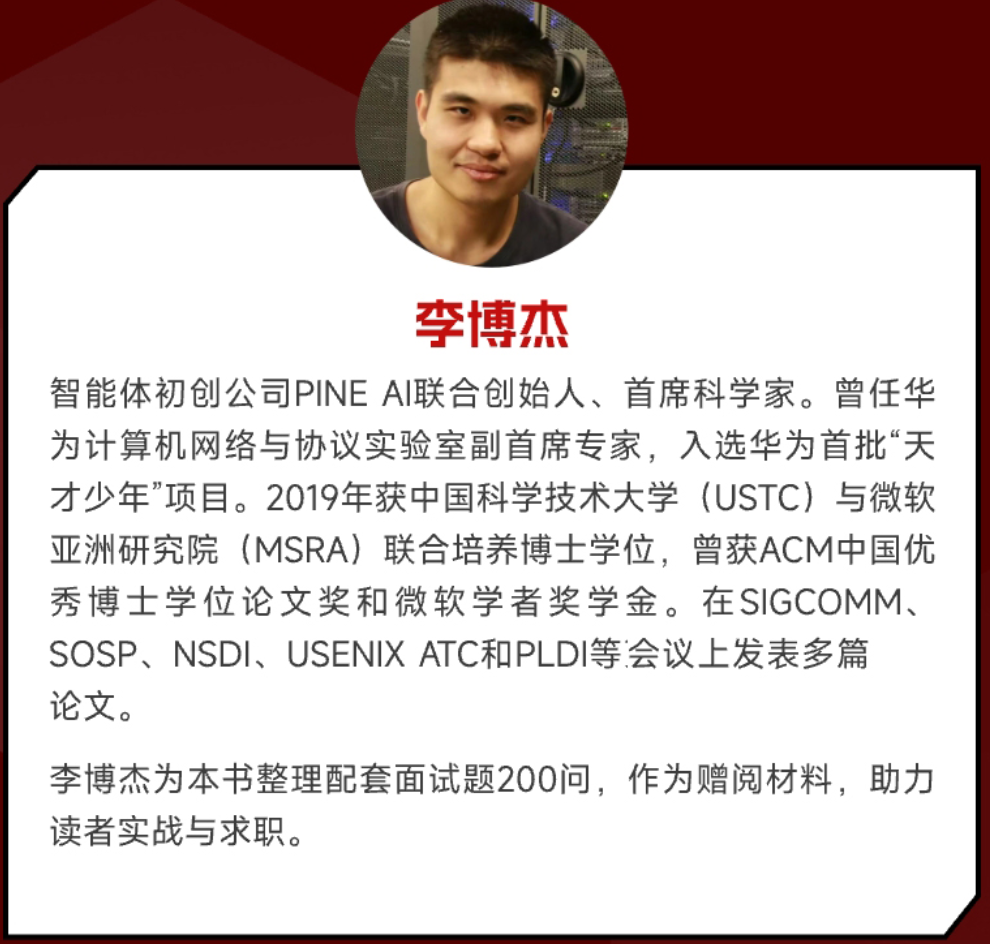 李博杰
智能体初创公司PINE AI联合创始人、首席科学家。曾任华
为计算机网络与协议实验室副首席专家，入选华为首批“天
才少年”项目。2019年获中国科学技术大学（USTC）与微软
亚洲研究院（MSRA）联合培养博士学位，曾获ACM中国优
秀博士学位论文奖和微软学者奖学金。在SIGCOMM、
SOSP、NSDI、USENIX ATC和PLDI等会议上发表多篇
论文。
李博杰为本书整理配套面试题200问，作为赠阅材料，助力
读者实战与求职。